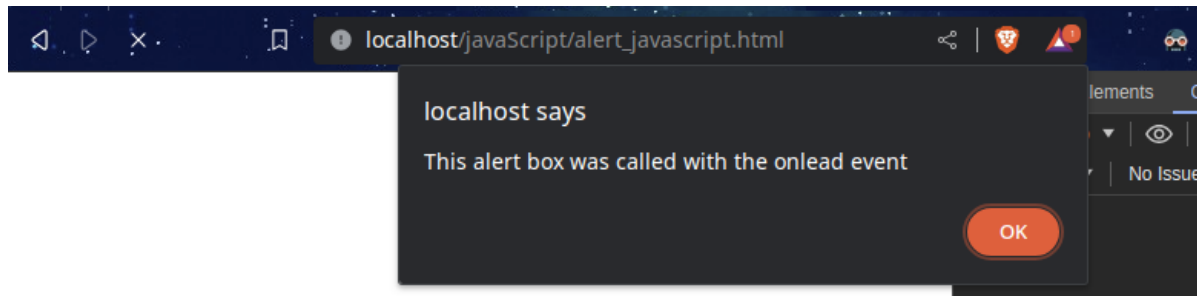 localhost/javaScript/alert_javascript.html
1
localhost says
This alert box was called with the onlead event
OK
lements
No Issue